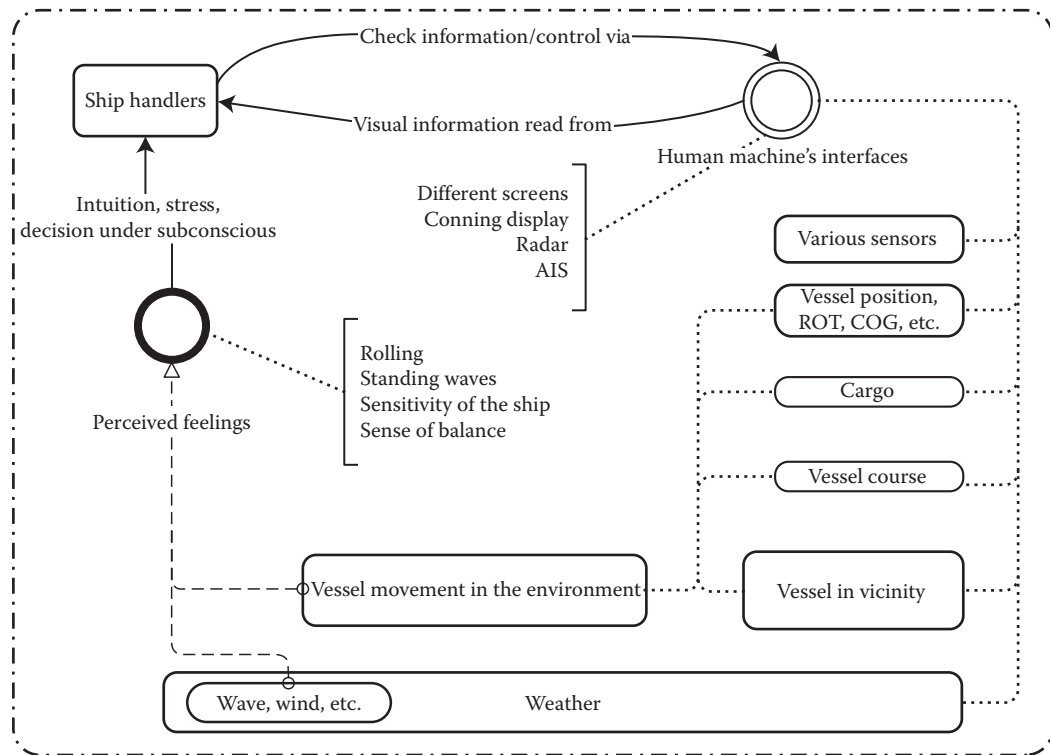 Check information/control via
Ship handlers
Visual information read from
Human machine's interfaces
Different screens
Conning display
Radar
AIS
Intuition, stress,
decision under subconscious
Various sensors
Vessel position,
ROT, COG, etc.
Rolling
Standing waves
Sensitivity of the ship
Sense of balance
Cargo
Perceived feelings
Vessel course
Vessel movement in the environment
Vessel in vicinity
Wave, wind, etc.
Weather